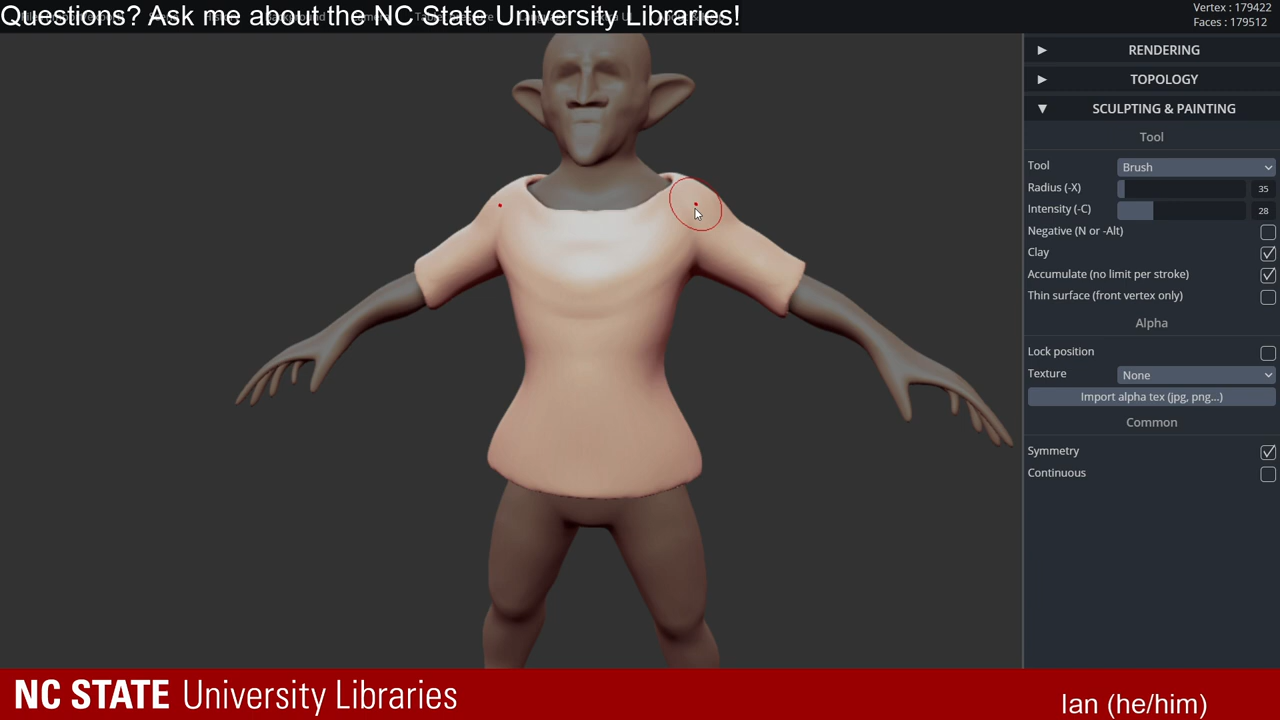 Questions? Ask me about the NC State University Libraries!
Vertex : 179422
Faces : 179512
RENDERING
TOPOLOGY
SCULPTING & PAINTING
Tool
Tool Brush
Radius (-X) 35
Intensity (-C) 28
Negative (N or -Alt)
Clay
Accumulate (no limit per stroke)
Thin surface (front vertex only)
Alpha
Lock position
Texture None
Import alpha tex (jpg, png...)
Common
Symmetry
Continuous
NC STATE University Libraries
Ian (he/him)